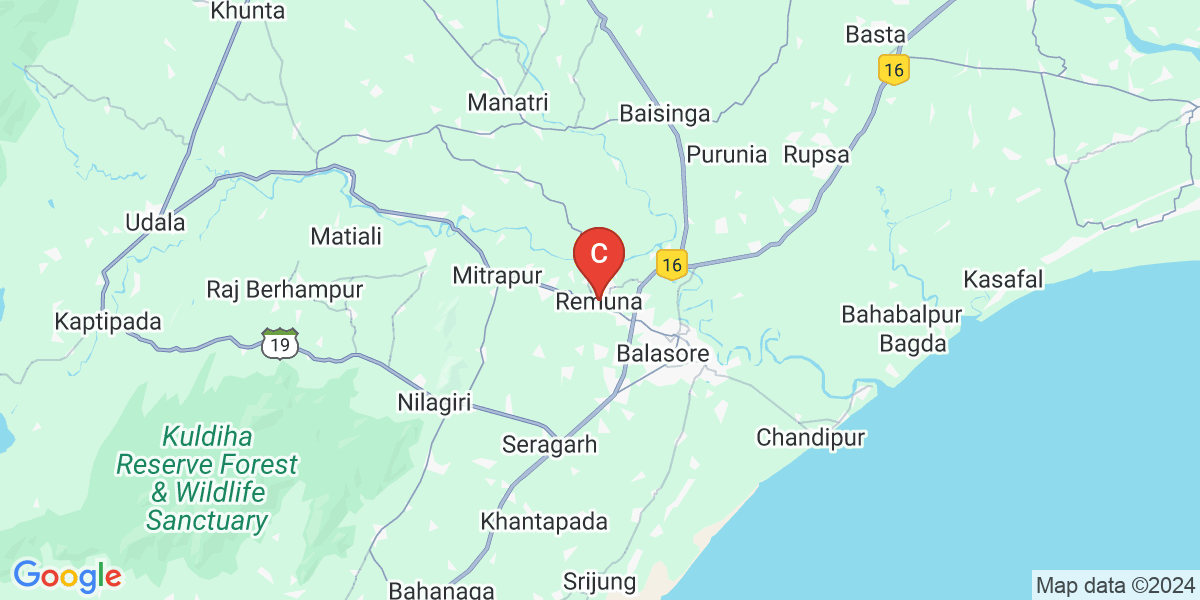 Khunta
Basta
16
Manatri
Baisinga
Purunia
Rupsa
Udala
Matiali
C
16
Mitrapur
Raj Berhampur
Remuna
Kasafal
Kaptipada
Bahabalpur
Bagda
19
Balasore
Nilagiri
Seragarh
Chandipur
Kuldiha
Reserve Forest
& Wildlife
Sanctuary
Khantapada
Google
Bahanaga
Srijung
Map data ©2024